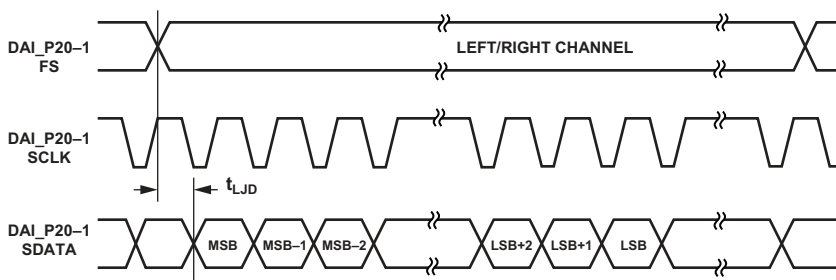 DAI_P20–1
FS
LEFT/RIGHT CHANNEL
DAI_P20–1
SCLK
tLJD
DAI_P20–1
SDATA
MSB
MSB–1
MSB–2
LSB+2
LSB+1
LSB